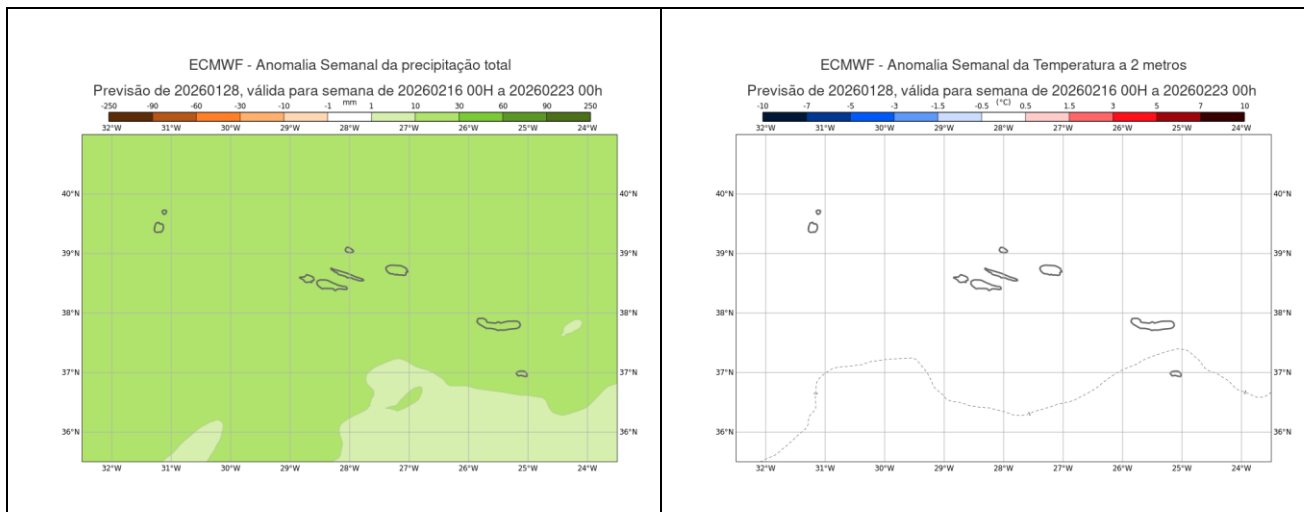 ECMWF - Anomalia Semanal da precipitação total
Previsão de 20260128, válida para semana de 20260216 00H a 20260223 00h
-250 -90 -60 -30 -10 -1 mm 1 10 30 60 90 250
32°W 31°W 30°W 29°W 28°W 27°W 26°W 25°W 24°W
40°N 40°N
39°N 39°N
38°N 38°N
37°N 37°N
36°N 36°N
32°W 31°W 30°W 29°W 28°W 27°W 26°W 25°W 24°W
ECMWF - Anomalia Semanal da Temperatura a 2 metros
Previsão de 20260128, válida para semana de 20260216 00H a 20260223 00h
-10 -7 -5 -3 -1.5 -0.5 (°C) 0.5 1.5 3 5 7 10
32°W 31°W 30°W 29°W 28°W 27°W 26°W 25°W 24°W
40°N 40°N
39°N 39°N
38°N 38°N
37°N 37°N
36°N 36°N
32°W 31°W 30°W 29°W 28°W 27°W 26°W 25°W 24°W